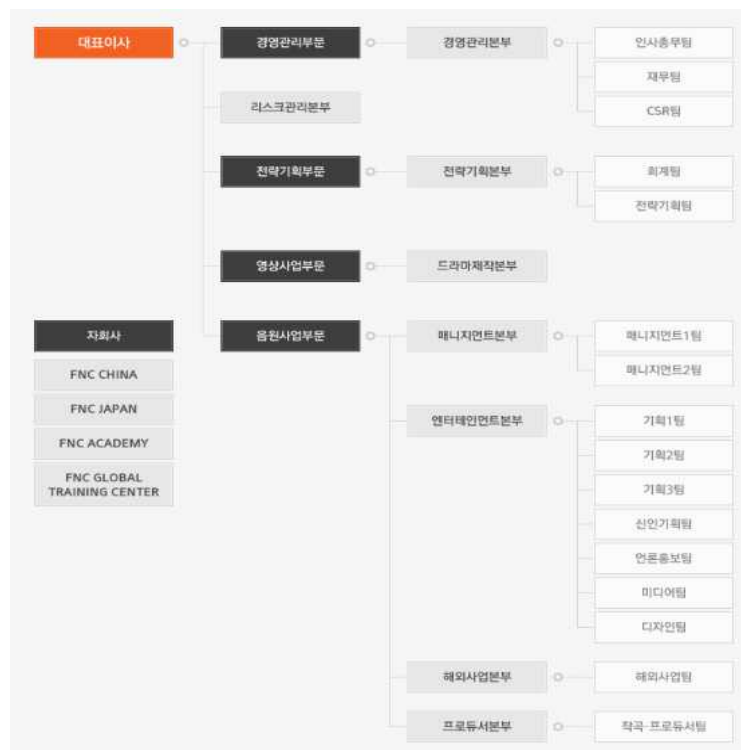 대표이사
경영관리부문
경영관리본부
인사총무팀
재무팀
CSR팀
리스크관리본부
전략기획부문
전략기획본부
회계팀
전략기획팀
영상사업부문
드라마제작본부
자회사
FNC CHINA
FNC JAPAN
FNC ACADEMY
FNC GLOBAL
TRAINING CENTER
음원사업부문
매니지먼트본부
매니지먼트1팀
매니지먼트2팀
엔터테인먼트본부
기획1팀
기획2팀
기획3팀
신인기획팀
언론홍보팀
미디어팀
디자인팀
해외사업본부
해외사업팀
프로듀서본부
작곡·프로듀서팀